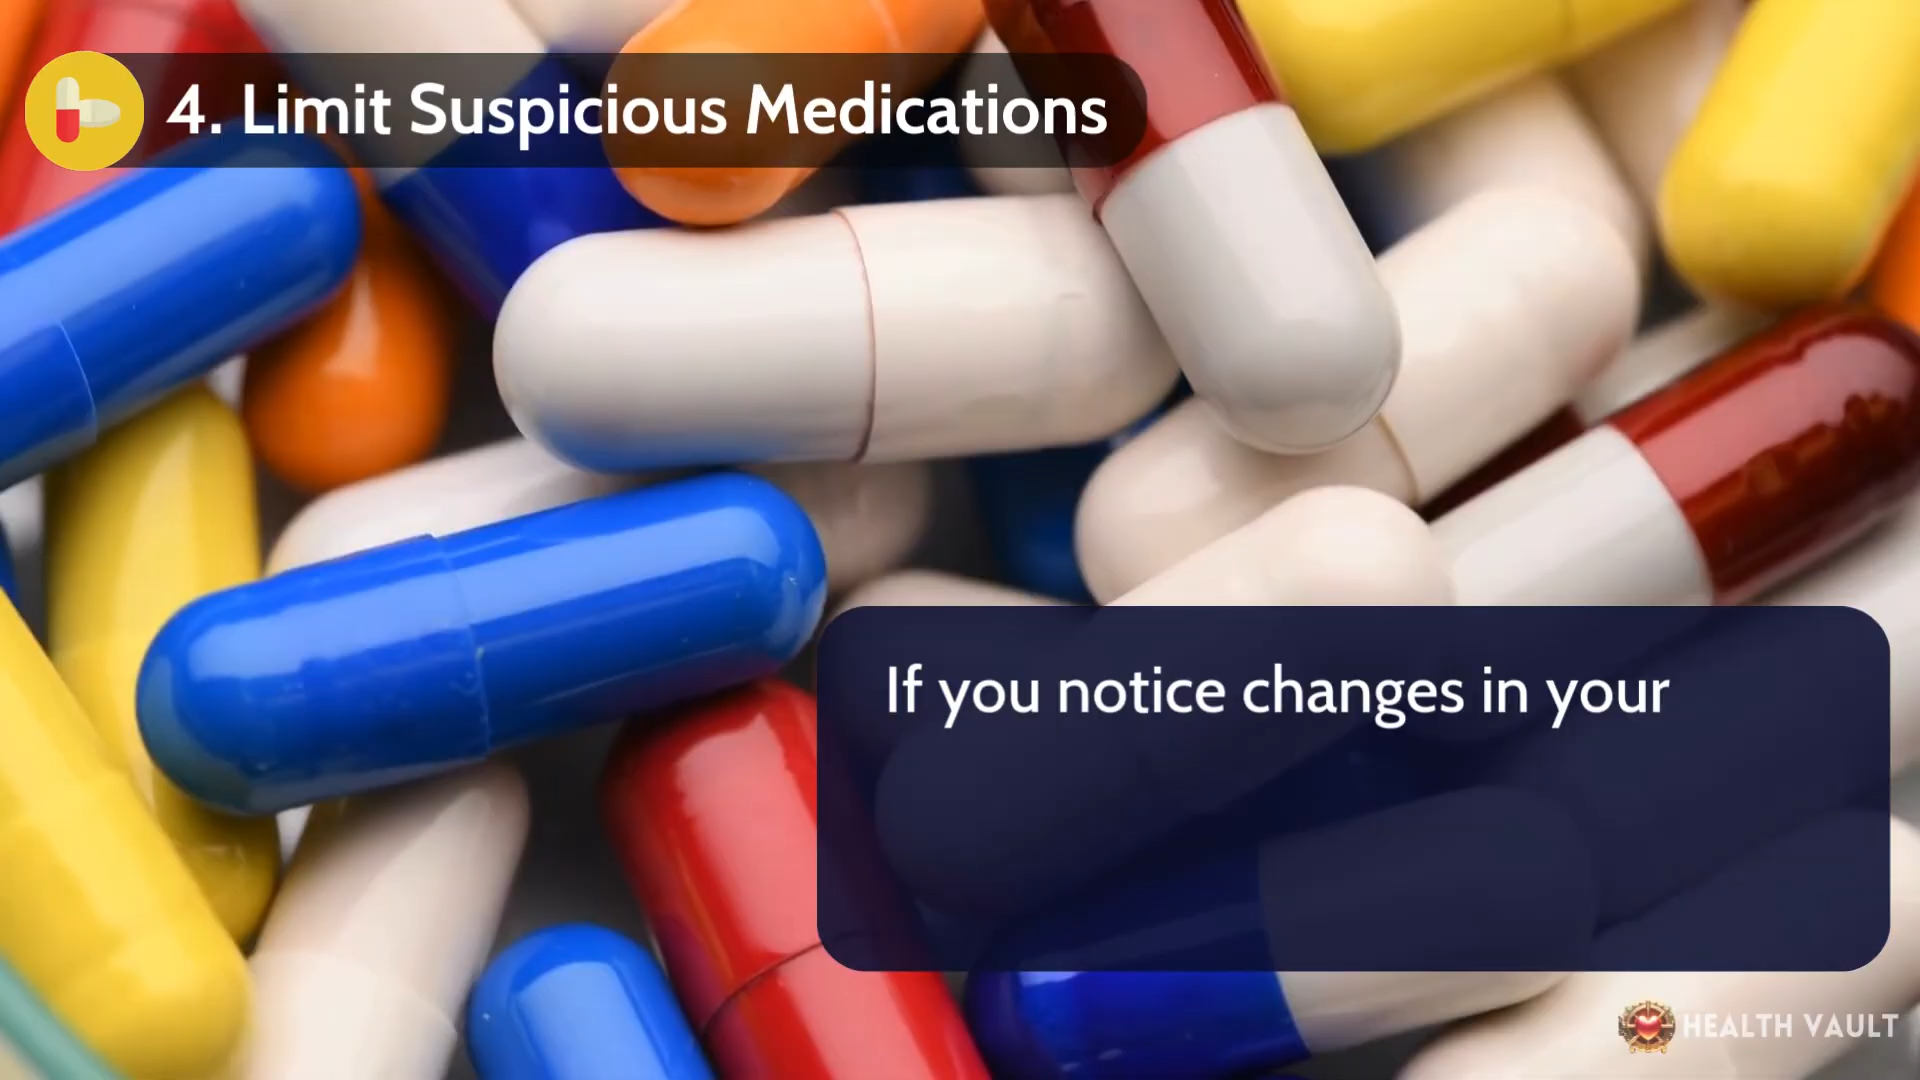 4. Limit Suspicious Medications
If you notice changes in your
HEALTH VAULT